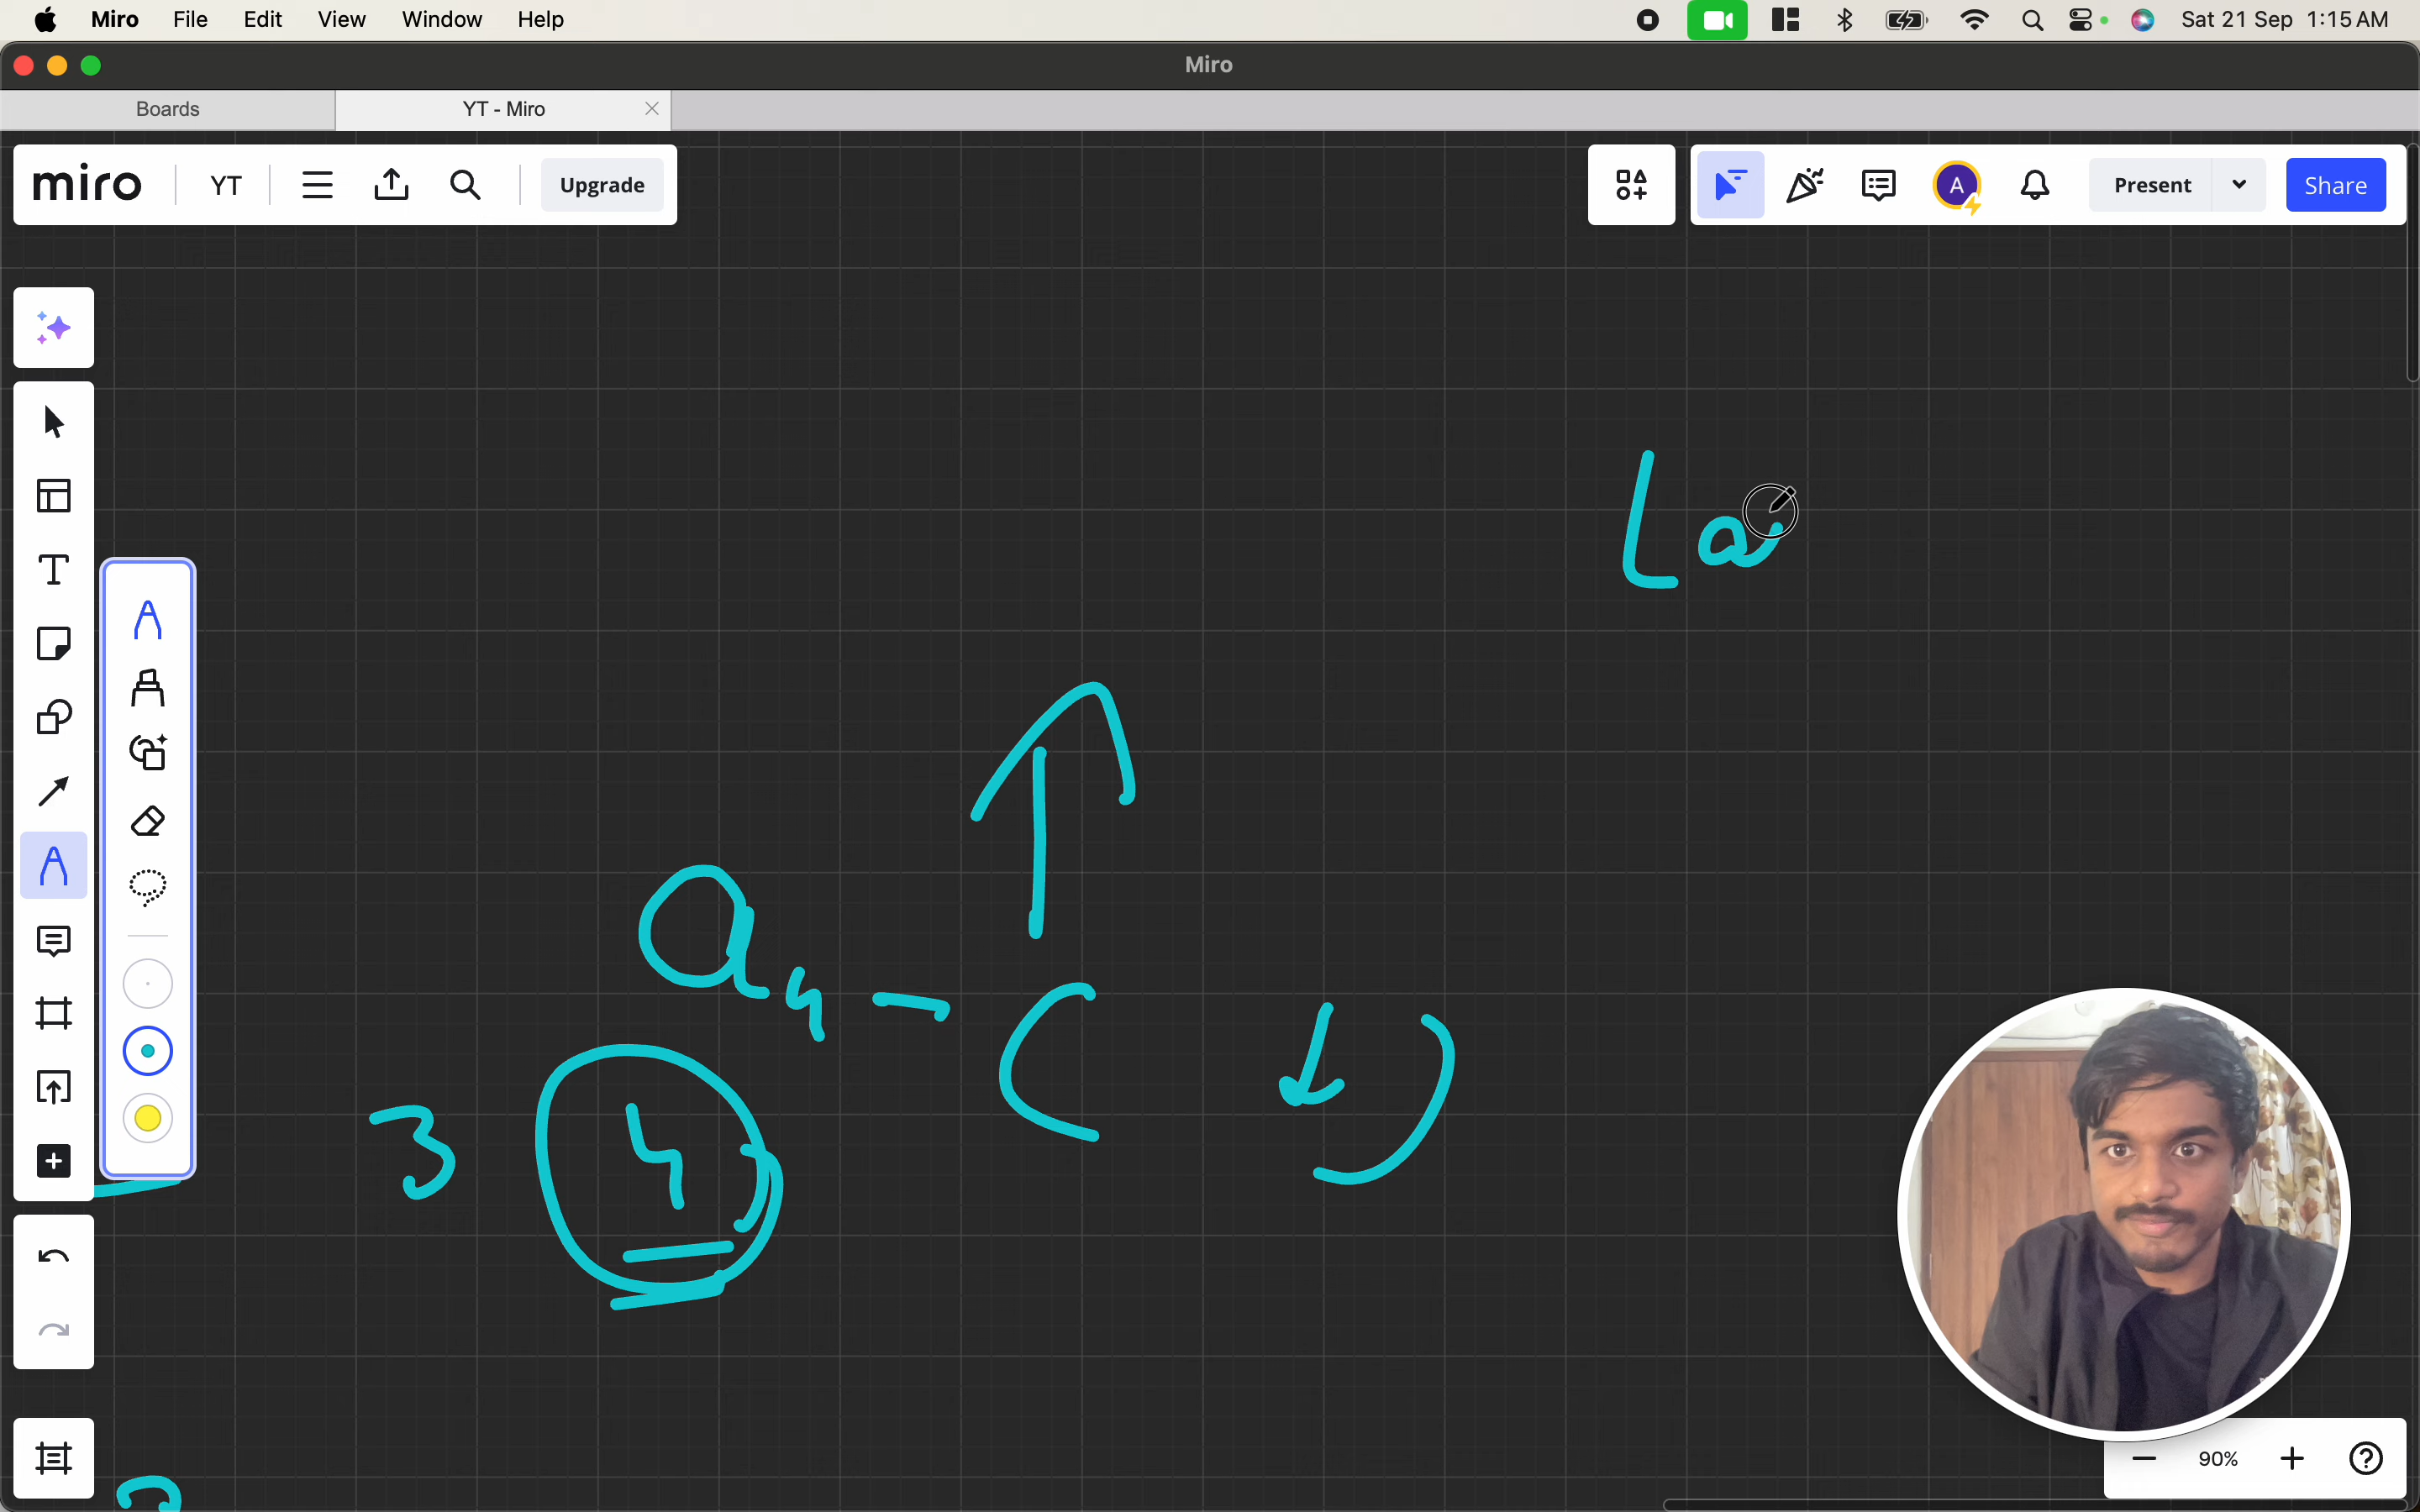 Miro File Edit View Window Help Sat 21 Sep 1:15 AM
Miro
Boards YT - Miro
miro YT Upgrade A Present Share
La
a4 - ( ↓ )
3 4
90%